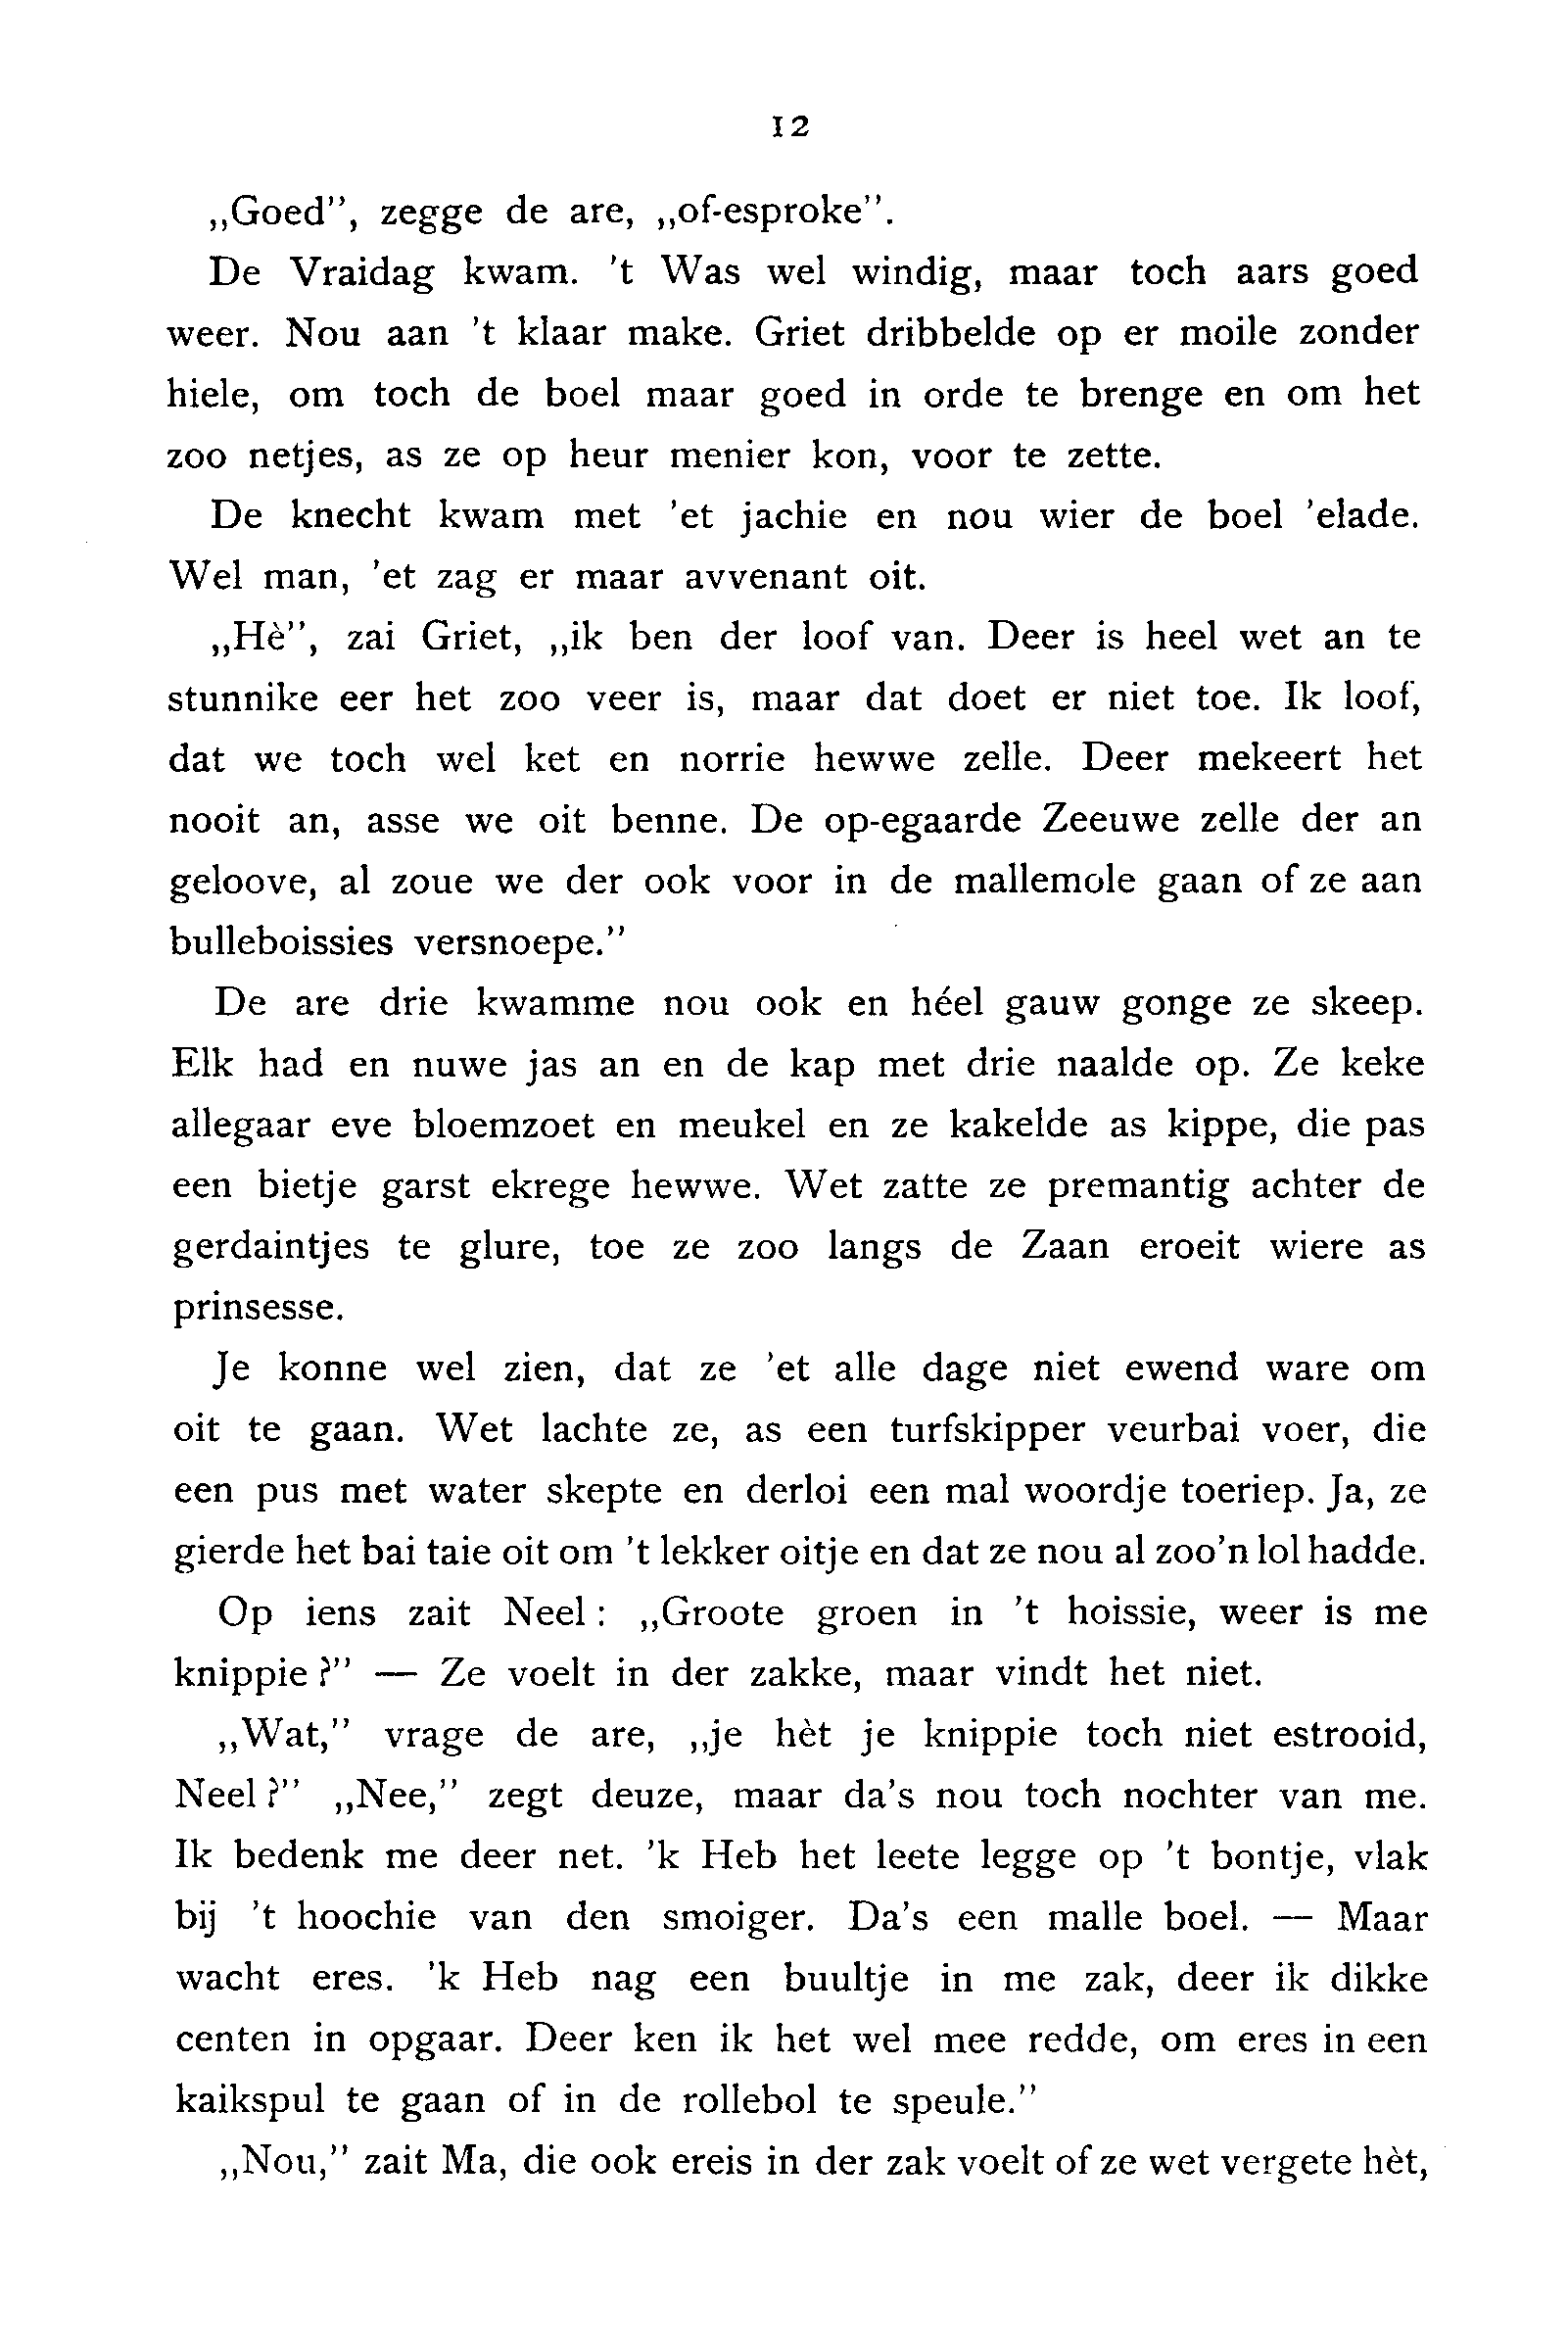 12
„Goed”, zegge de are, „of-esproke”.
De Vraidag kwam. ’t Was wel windig, maar toch aars goed
weer. Nou aan ’t klaar make. Griet dribbelde op er moile zonder
hiele, om toch de boel maar goed in orde te brenge en om het
zoo netjes, as ze op heur menier kon, voor te zette.
De knecht kwam met ’et jachie en nou wier de boel ’elade.
Wel man, ’et zag er maar avvenant oit.
„Hè”, zai Griet, „ik ben der loof van. Deer is heel wet an te
stunnike eer het zoo veer is, maar dat doet er niet toe. Ik loof,
dat we toch wel ket en norrie hewwe zelle. Deer mekeert het
nooit an, asse we oit benne. De op-egaarde Zeeuwe zelle der an
geloove, al zoue we der ook voor in de mallemole gaan of ze aan
bulleboissies versnoepe.”
De are drie kwamme nou ook en héel gauw gonge ze skeep.
Elk had en nuwe jas an en de kap met drie naalde op. Ze keke
allegaar eve bloemzoet en meukel en ze kakelde as kippe, die pas
een bietje garst ekrege hewwe. Wet zatte ze premantig achter de
gerdaintjes te glure, toe ze zoo langs de Zaan eroeit wiere as
prinsesse.
Je konne wel zien, dat ze ’et alle dage niet ewend ware om
oit te gaan. Wet lachte ze, as een turfskipper veurbai voer, die
een pus met water skepte en derloi een mal woordje toeriep. Ja, ze
gierde het bai taie oit om ’t lekker oitje en dat ze nou al zoo’n lol hadde.
Op iens zait Neel: „Groote groen in ’t hoissie, weer is me
knippie?” — Ze voelt in der zakke, maar vindt het niet.
„Wat,” vrage de are, „je hèt je knippie toch niet estrooid,
Neel?” „Nee,” zegt deuze, maar da’s nou toch nochter van me.
Ik bedenk me deer net. ’k Heb het leete legge op ’t bontje, vlak
bij ’t hoochie van den smoiger. Da’s een malle boel. — Maar
wacht eres. ’k Heb nag een buultje in me zak, deer ik dikke
centen in opgaar. Deer ken ik het wel mee redde, om eres in een
kaikspul te gaan of in de rollebol te speule.”
„Nou,” zait Ma, die ook ereis in der zak voelt of ze wet vergete hèt,